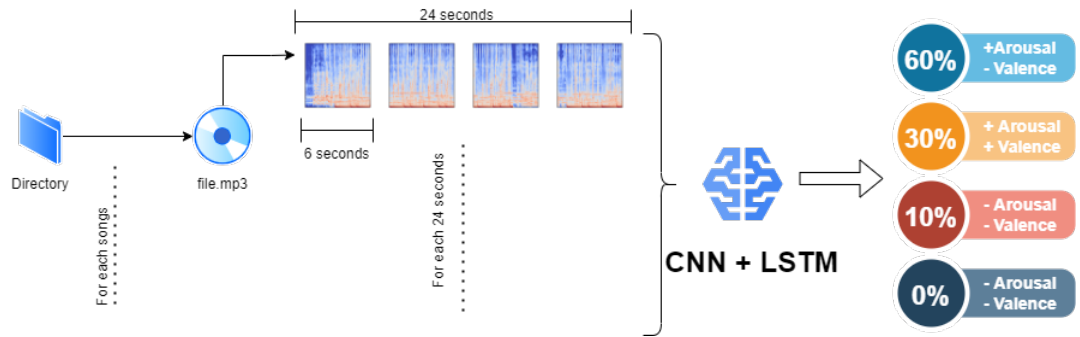 24 seconds
6 seconds
Directory
file.mp3
For each songs
For each 24 seconds
CNN + LSTM
60%
+Arousal
- Valence
30%
+ Arousal
+ Valence
10%
- Arousal
- Valence
0%
- Arousal
- Valence